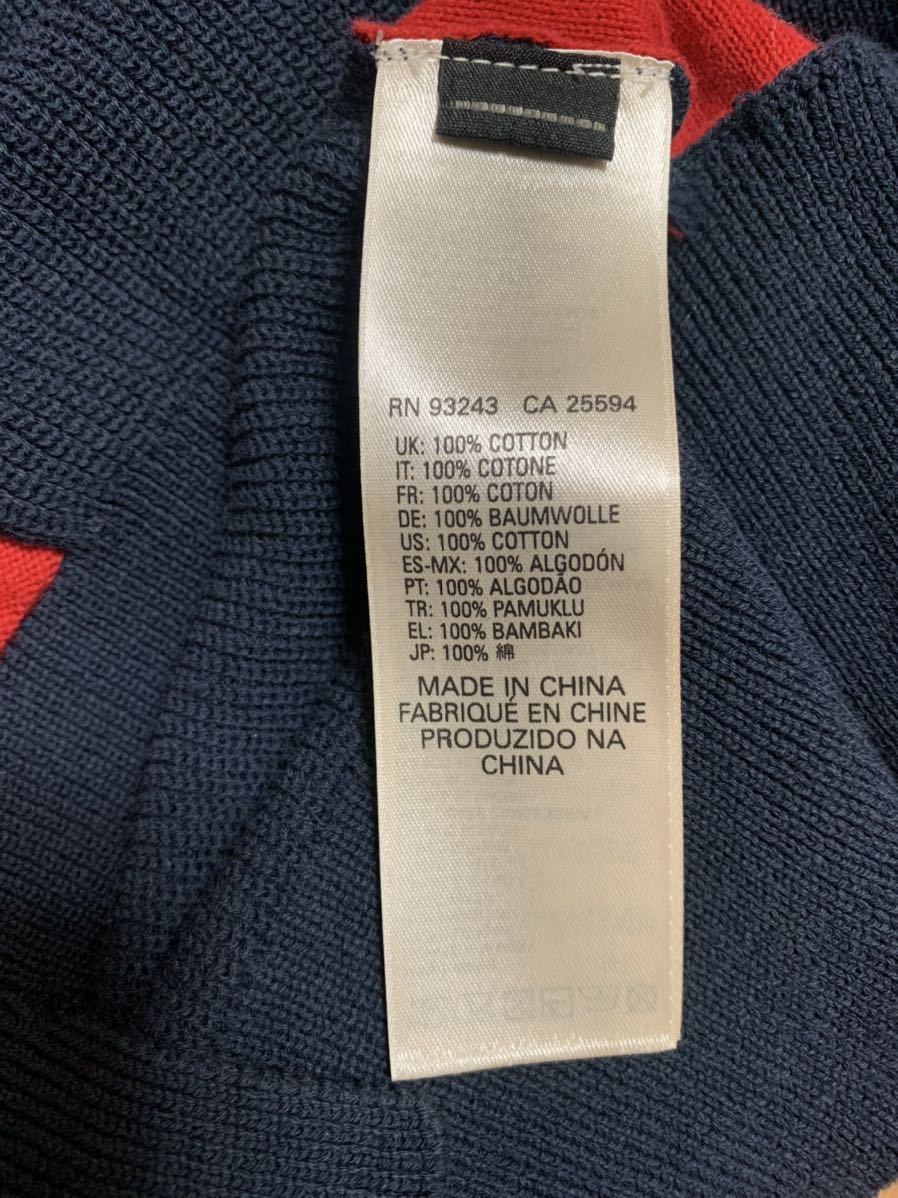 RN 93243 CA 25594
UK: 100% COTTON
IT: 100% COTONE
FR: 100% COTON
DE: 100% BAUMWOLLE
US: 100% COTTON
ES-MX: 100% ALGODÓN
PT: 100% ALGODÃO
TR: 100% PAMUKLU
EL: 100% BAMBAKI
JP: 100% 綿
MADE IN CHINA
FABRIQUÉ EN CHINE
PRODUZIDO NA
CHINA